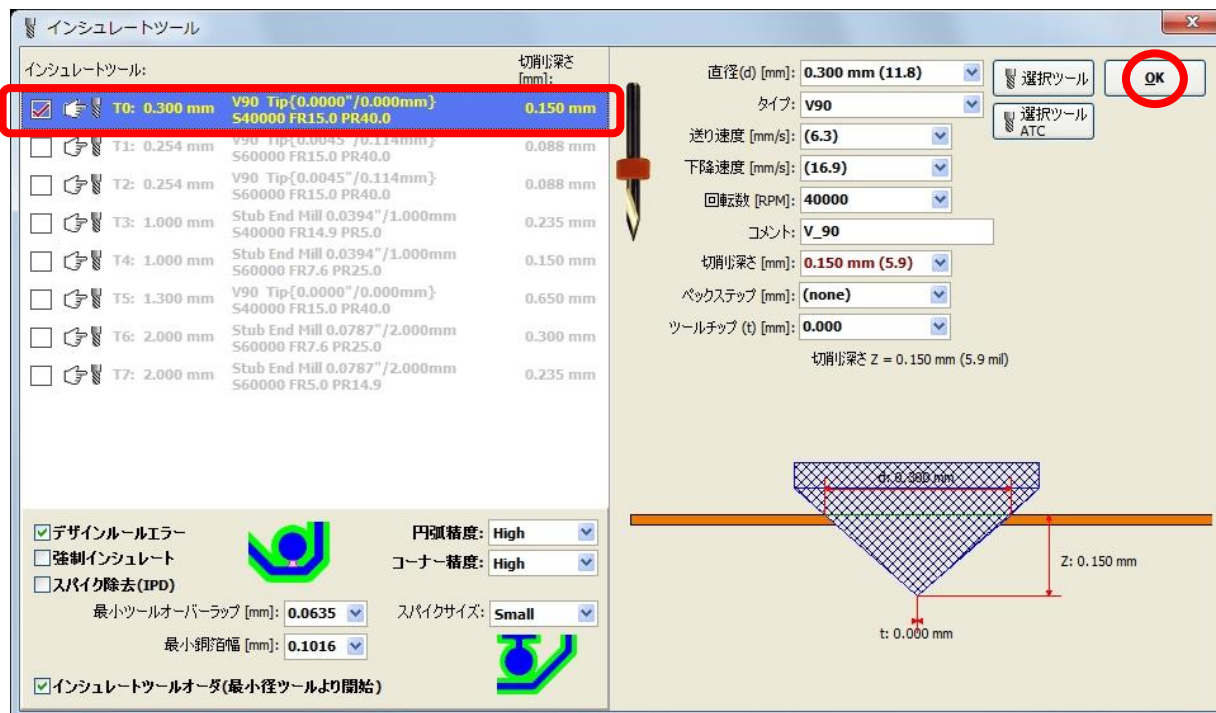 インシュレートツール
インシュレートツール:
切削深さ
[mm]:
T0: 0.300 mm V90 Tip{0.0000"/0.000mm} 0.150 mm
S40000 FR15.0 PR40.0
T1: 0.254 mm V90 Tip{0.0045"/0.114mm} 0.088 mm
S60000 FR15.0 PR40.0
T2: 0.254 mm V90 Tip{0.0045"/0.114mm} 0.088 mm
S60000 FR15.0 PR40.0
T3: 1.000 mm Stub End Mill 0.0394"/1.000mm 0.235 mm
S40000 FR14.9 PR5.0
T4: 1.000 mm Stub End Mill 0.0394"/1.000mm 0.150 mm
S60000 FR7.6 PR25.0
T5: 1.300 mm V90 Tip{0.0000"/0.000mm} 0.650 mm
S40000 FR15.0 PR40.0
T6: 2.000 mm Stub End Mill 0.0787"/2.000mm 0.300 mm
S60000 FR7.6 PR25.0
T7: 2.000 mm Stub End Mill 0.0787"/2.000mm 0.235 mm
S60000 FR5.0 PR14.9
デザインルールエラー
強制インシュレート
スパイク除去(IPD)
円弧精度: High
コーナー精度: High
最小ツールオーバーラップ [mm]: 0.0635
スパイクサイズ: Small
最小銅箔幅 [mm]: 0.1016
インシュレートツールオーダ(最小径ツールより開始)
直径(d) [mm]: 0.300 mm (11.8)
選択ツール
OK
タイプ: V90
選択ツール
ATC
送り速度 [mm/s]: (6.3)
下降速度 [mm/s]: (16.9)
回転数 [RPM]: 40000
コメント: V_90
切削深さ [mm]: 0.150 mm (5.9)
ペックステップ [mm]: (none)
ツールチップ (t) [mm]: 0.000
切削深さ Z = 0.150 mm (5.9 mil)
d: 0.300 mm
Z: 0.150 mm
t: 0.000 mm